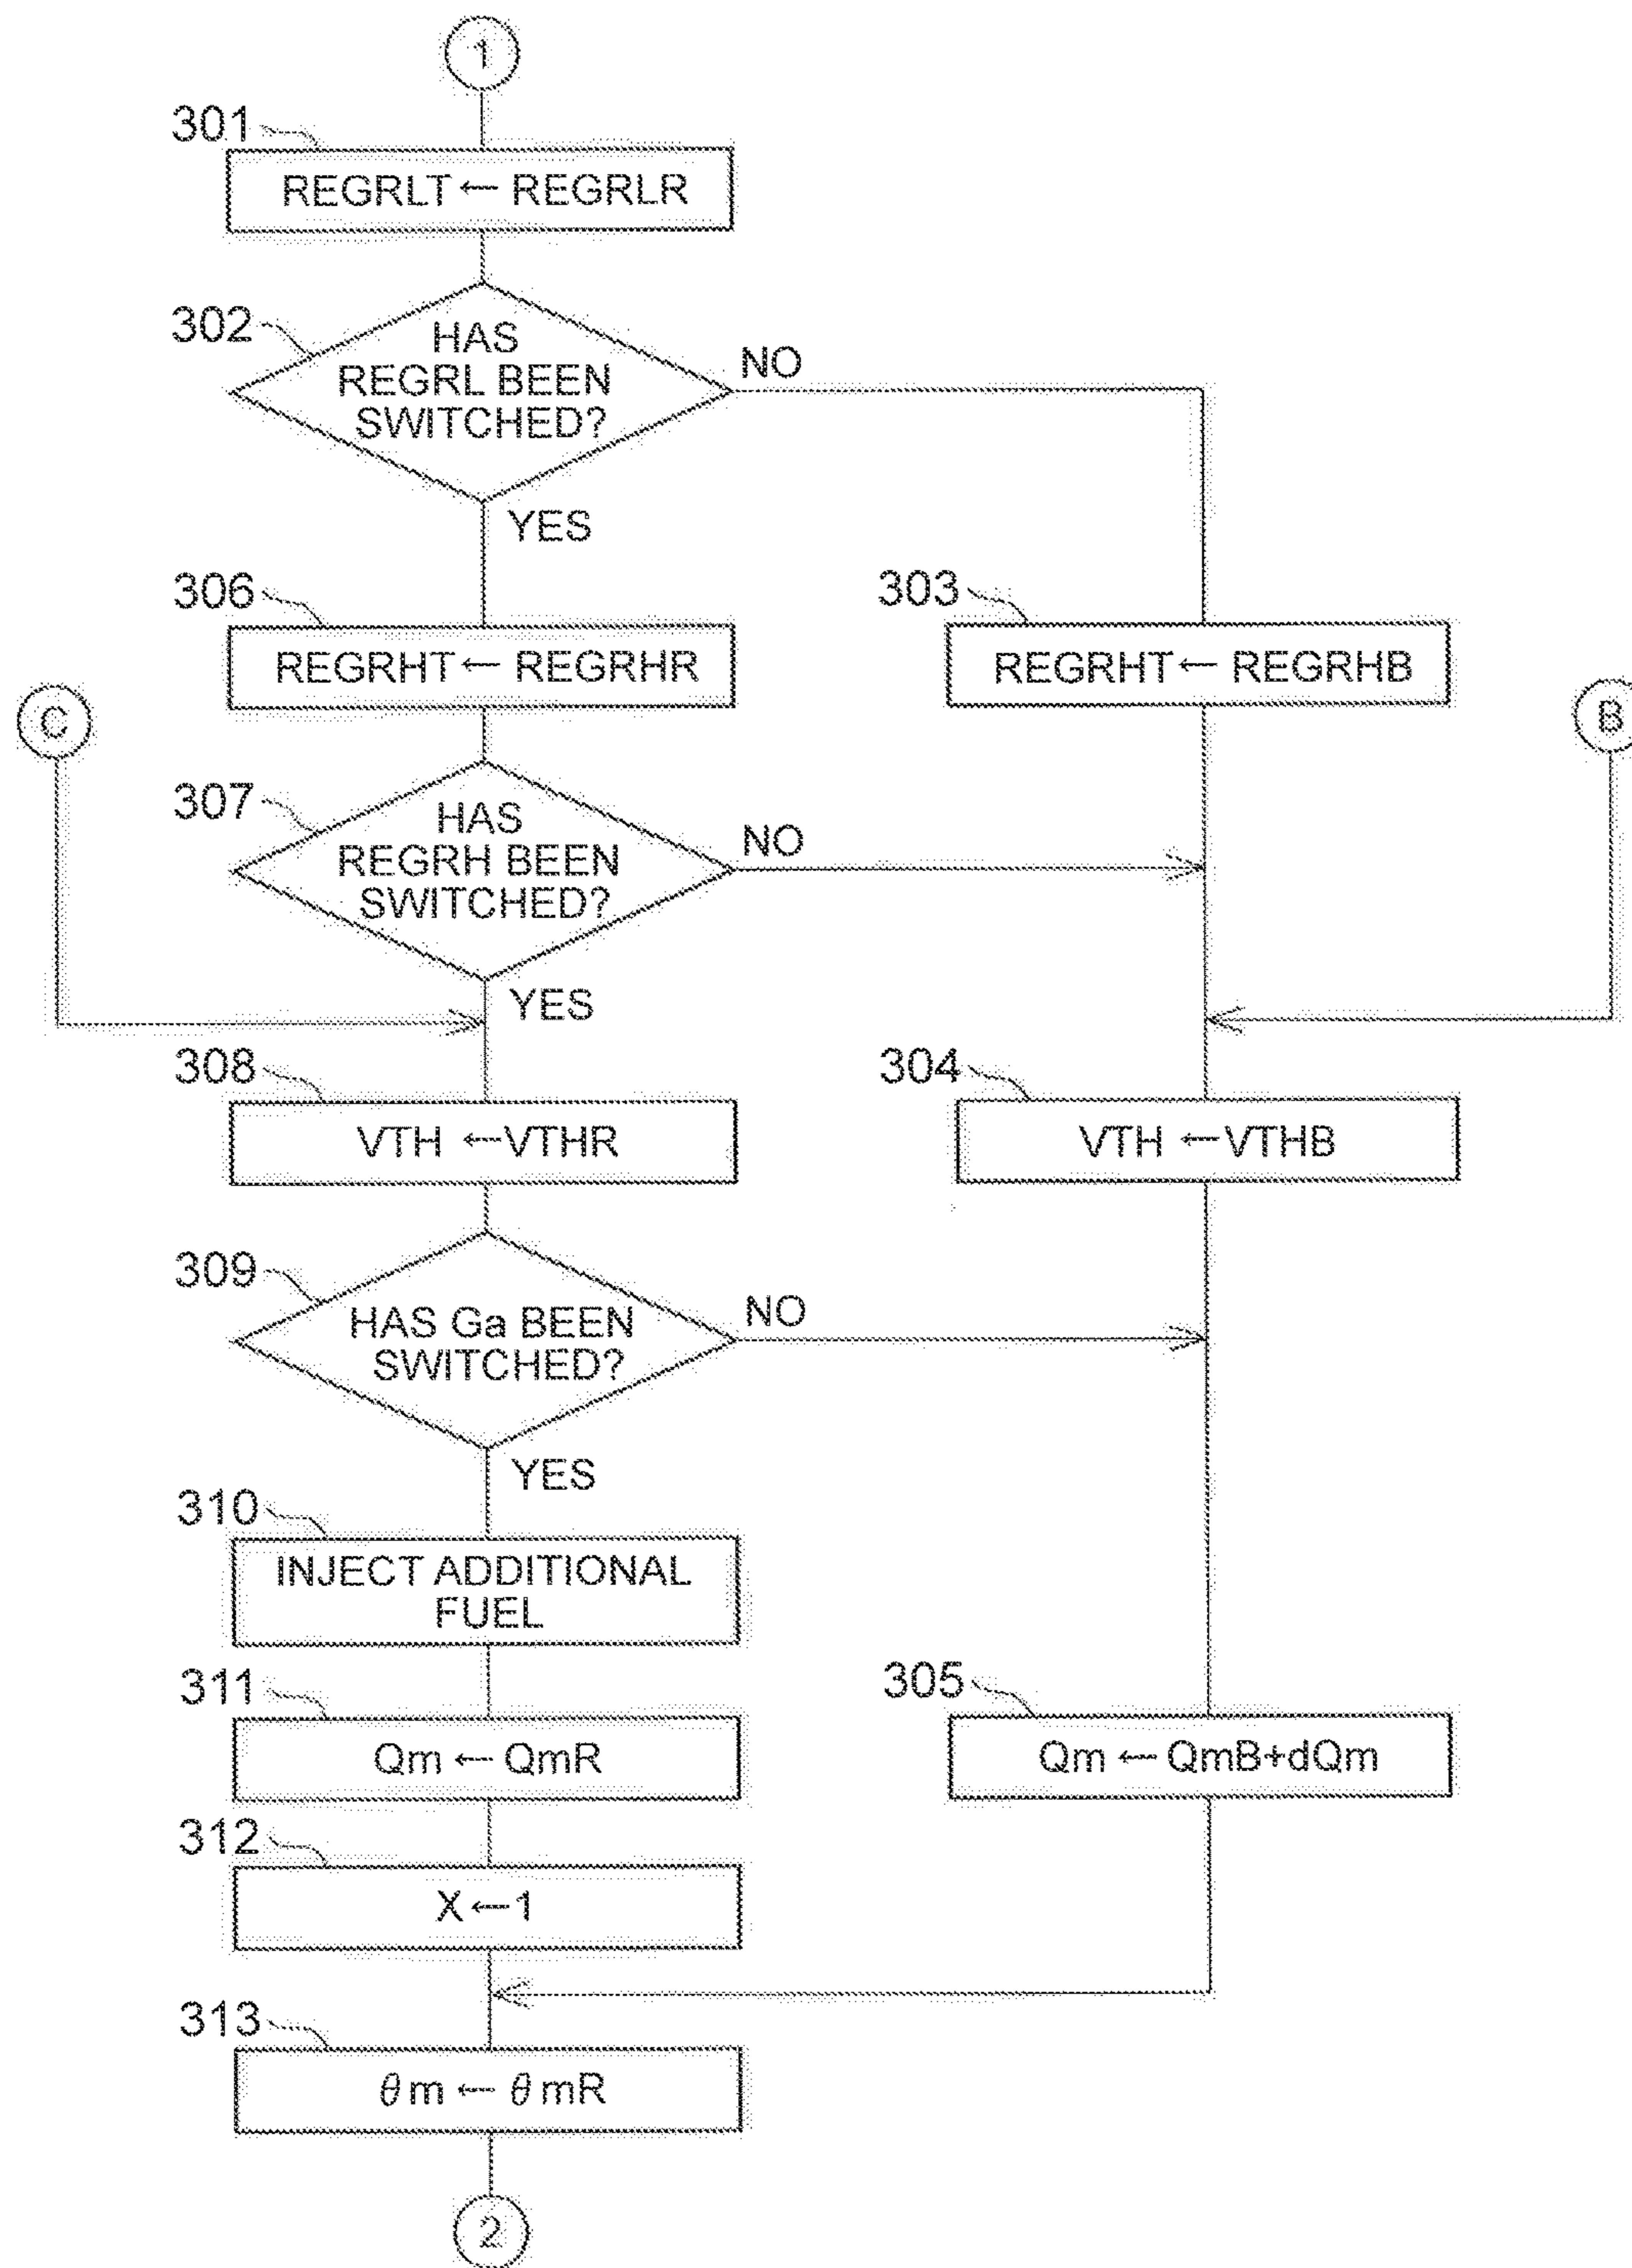 1
301
REGRLT ← REGRLR
302
HAS
REGRL BEEN
SWITCHED?
NO
YES
306
REGRHT ← REGRHR
303
REGRHT ← REGRHB
C
B
307
HAS
REGRH BEEN
SWITCHED?
NO
YES
308
VTH ← VTHR
304
VTH ← VTHB
309
HAS Ga BEEN
SWITCHED?
NO
YES
310
INJECT ADDITIONAL
FUEL
311
Qm ← QmR
305
Qm ← QmB+dQm
312
X ← 1
313
θm ← θmR
2